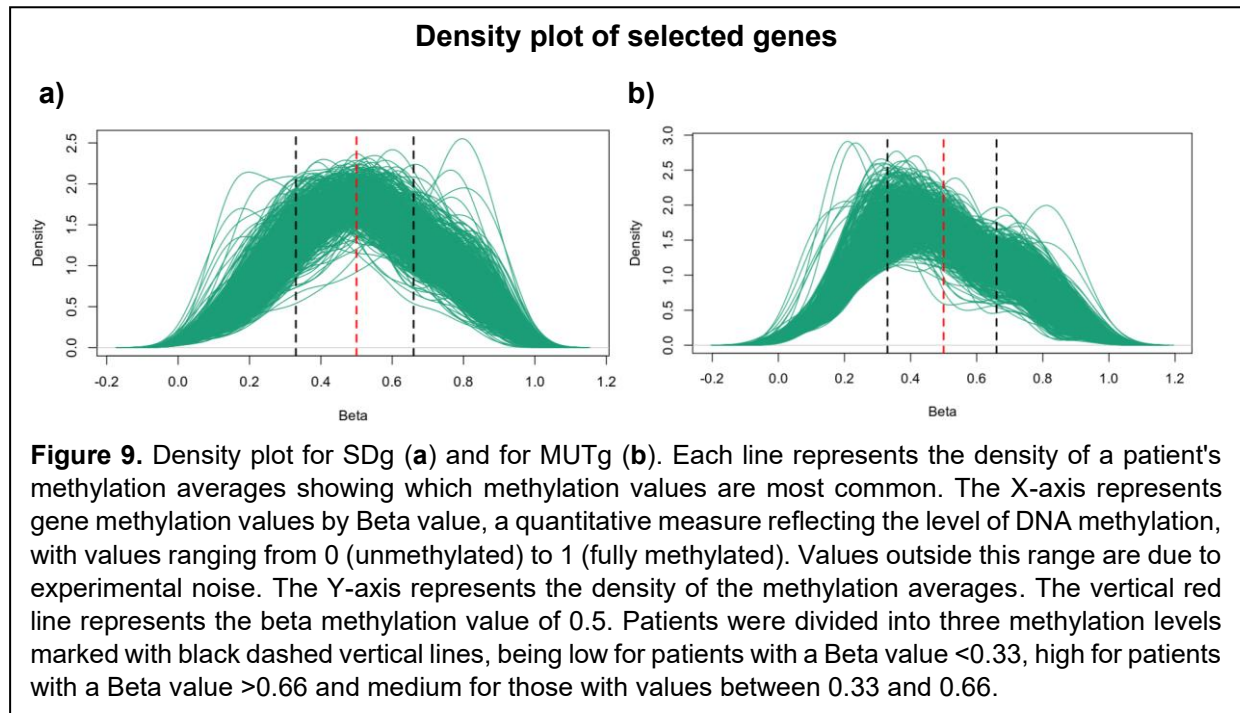 Density plot of selected genes
a)
b)
2.5
2.0
1.5
1.0
0.5
0.0
Density
-0.2 0.0 0.2 0.4 0.6 0.8 1.0 1.2
Beta
3.0
2.5
2.0
1.5
1.0
0.5
0.0
Density
-0.2 0.0 0.2 0.4 0.6 0.8 1.0 1.2
Beta
Figure 9. Density plot for SDg (a) and for MUTg (b). Each line represents the density of a patient's
methylation averages showing which methylation values are most common. The X-axis represents
gene methylation values by Beta value, a quantitative measure reflecting the level of DNA methylation,
with values ranging from 0 (unmethylated) to 1 (fully methylated). Values outside this range are due to
experimental noise. The Y-axis represents the density of the methylation averages. The vertical red
line represents the beta methylation value of 0.5. Patients were divided into three methylation levels
marked with black dashed vertical lines, being low for patients with a Beta value <0.33, high for patients
with a Beta value >0.66 and medium for those with values between 0.33 and 0.66.